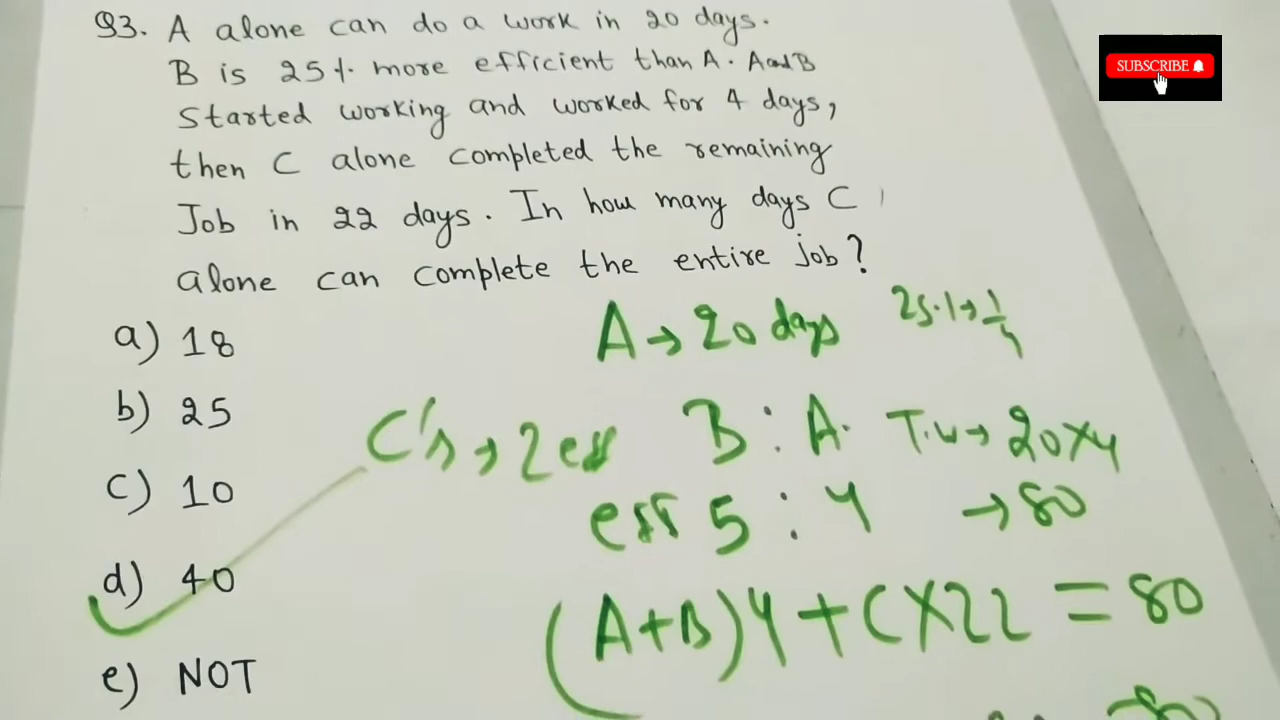 Q3. A alone can do a work in 20 days.
B is 25% more efficient than A. A and B
Started working and worked for 4 days,
then C alone completed the remaining
Job in 22 days. In how many days C
alone can complete the entire job?
a) 18
b) 25
c) 10
d) 40
e) NOT
SUBSCRIBE
A → 20 days
25% → 1/4
C's → 2 eff
B : A
T.W → 20×4
eff 5 : 4
→ 80
(A+B)4 + C×22 = 80